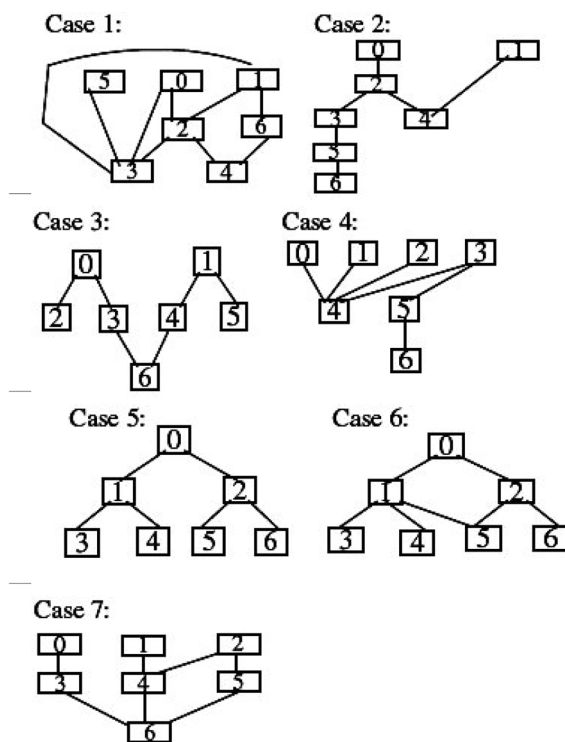 Case 1:
Case 2:
5 0 1
2 6
3 4
0 1
2
3 4
5
6
Case 3:
Case 4:
0 1
2 3 4 5
6
0 1 2 3
4 5
6
Case 5:
Case 6:
0
1 2
3 4 5 6
0
1 2
3 4 5 6
Case 7:
0 1 2
3 4 5
6